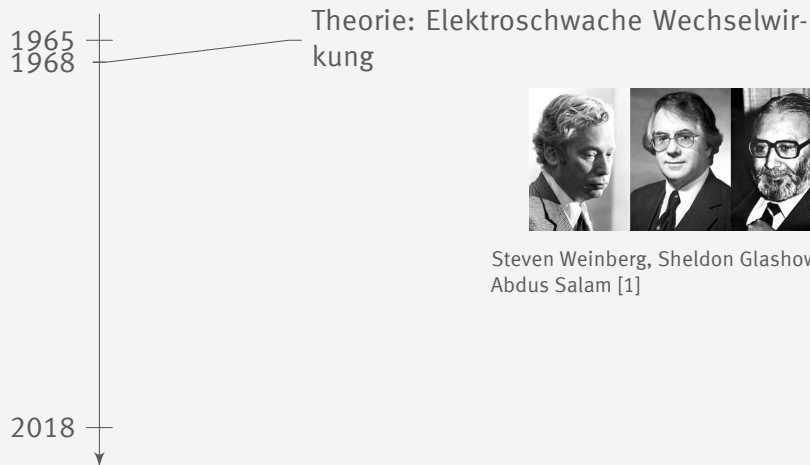 1965
1968
Theorie: Elektroschwache Wechselwir-
kung
Steven Weinberg, Sheldon Glashow
Abdus Salam [1]
2018